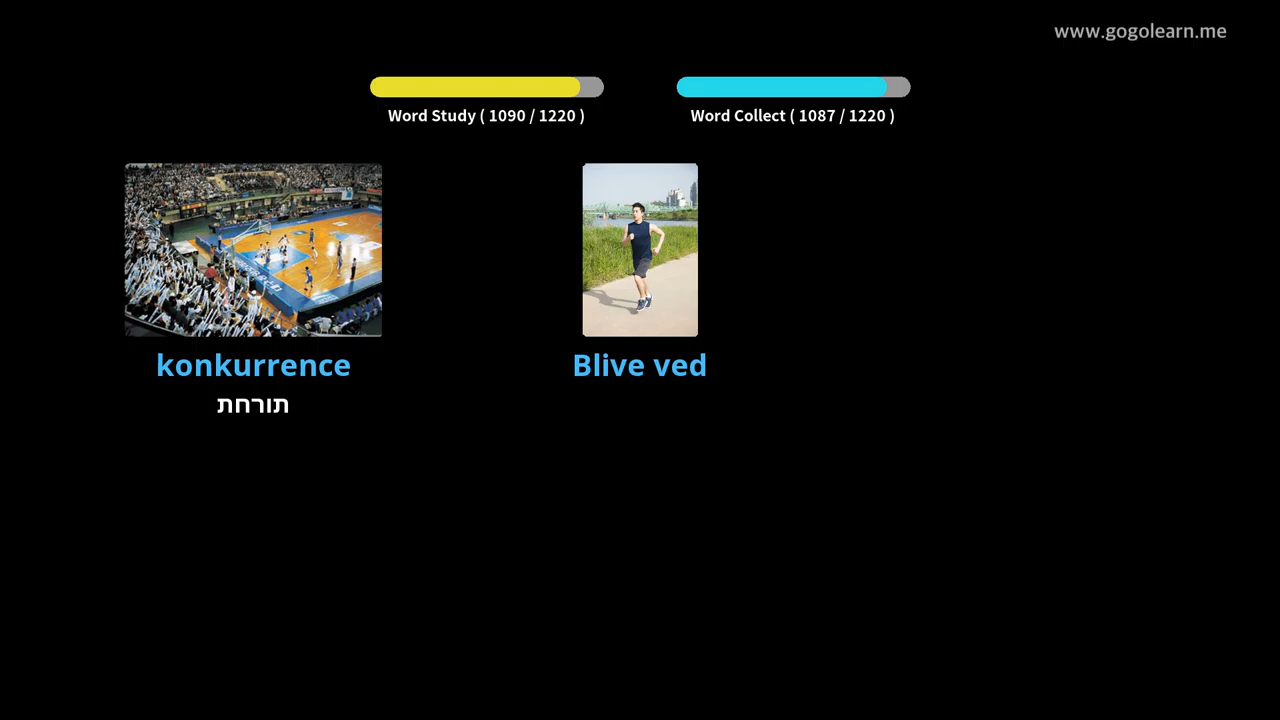 www.gogolearn.me
Word Study ( 1090 / 1220 )
Word Collect ( 1087 / 1220 )
konkurrence
תורחת
Blive ved